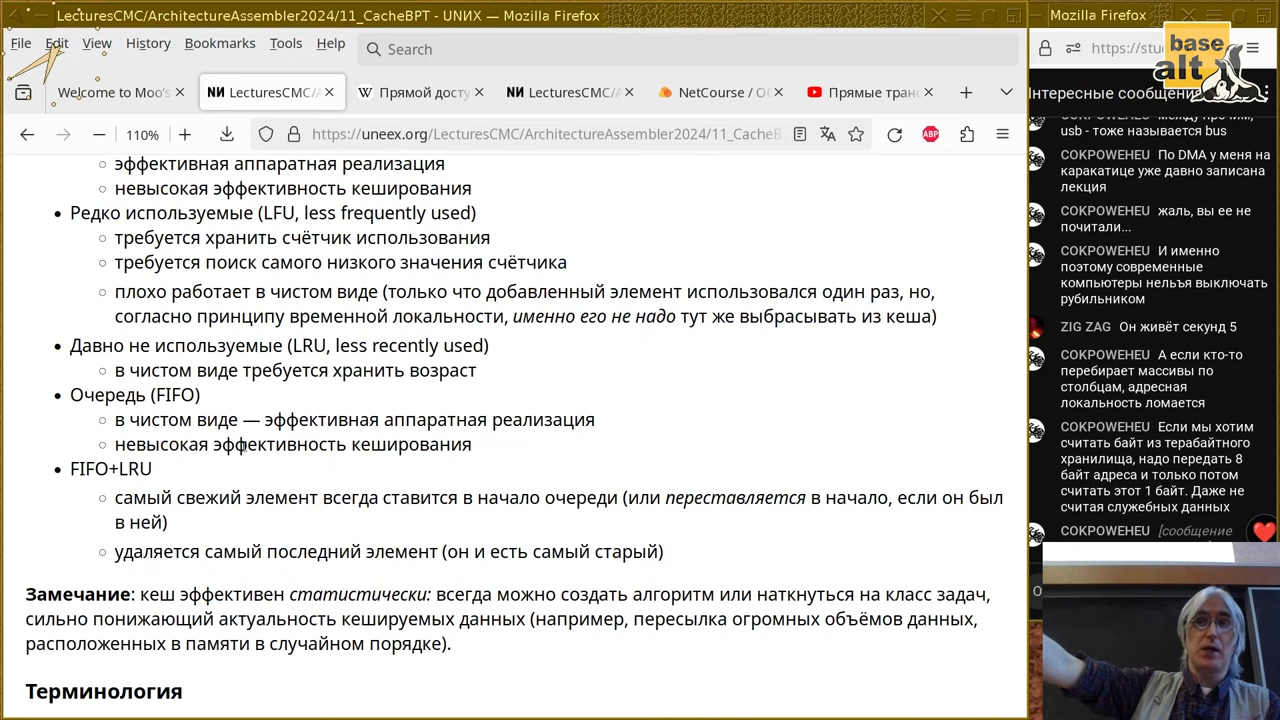 LecturesCMC/ArchitectureAssembler2024/11_CacheBPT - UNИX — Mozilla Firefox
Mozilla Firefox
File Edit View History Bookmarks Tools Help
Search
https://stu
base
alt
Welcome to Moo's
NИ LecturesCMC/A
W Прямой досту
NИ LecturesCMC/A
NetCourse / Об
Прямые тран
110%
https://uneex.org/LecturesCMC/ArchitectureAssembler2024/11_CacheB
ABP
эффективная аппаратная реализация
невысокая эффективность кеширования
Редко используемые (LFU, less frequently used)
требуется хранить счётчик использования
требуется поиск самого низкого значения счётчика
плохо работает в чистом виде (только что добавленный элемент использовался один раз, но,
согласно принципу временной локальности, именно его не надо тут же выбрасывать из кеша)
Давно не используемые (LRU, less recently used)
в чистом виде требуется хранить возраст
Очередь (FIFO)
в чистом виде — эффективная аппаратная реализация
невысокая эффективность кеширования
FIFO+LRU
самый свежий элемент всегда ставится в начало очереди (или переставляется в начало, если он был
в ней)
удаляется самый последний элемент (он и есть самый старый)
Замечание: кеш эффективен статистически: всегда можно создать алгоритм или наткнуться на класс задач,
сильно понижающий актуальность кешируемых данных (например, пересылка огромных объёмов данных,
расположенных в памяти в случайном порядке).
Терминология
Интересные сообщения
между прочим,
usb - тоже называется bus
COKPOWEHEU По DMA у меня на
каракатице уже давно записана
лекция
COKPOWEHEU жаль, вы ее не
почитали...
COKPOWEHEU И именно
поэтому современные
компьютеры нельъя выключать
рубильником
ZIG ZAG Он живёт секунд 5
COKPOWEHEU А если кто-то
перебирает массивы по
столбцам, адресная
локальность ломается
COKPOWEHEU Если мы хотим
считать байт из терабайтного
хранилища, надо передать 8
байт адреса и только потом
считать этот 1 байт. Даже не
считая служебных данных
COKPOWEHEU [сообщение